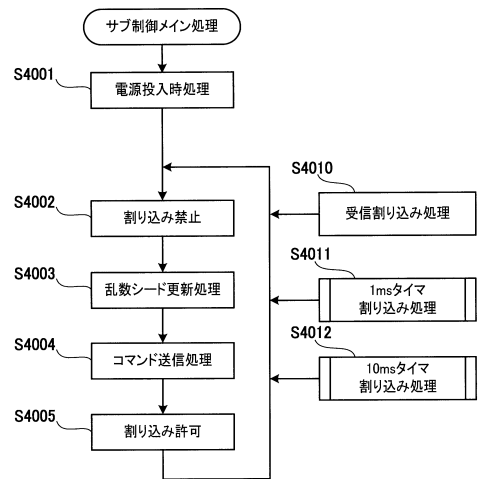 サブ制御メイン処理
S4001
電源投入時処理
S4002
割り込み禁止
S4003
乱数シード更新処理
S4004
コマンド送信処理
S4005
割り込み許可
S4010
受信割り込み処理
S4011
1msタイマ
割り込み処理
S4012
10msタイマ
割り込み処理